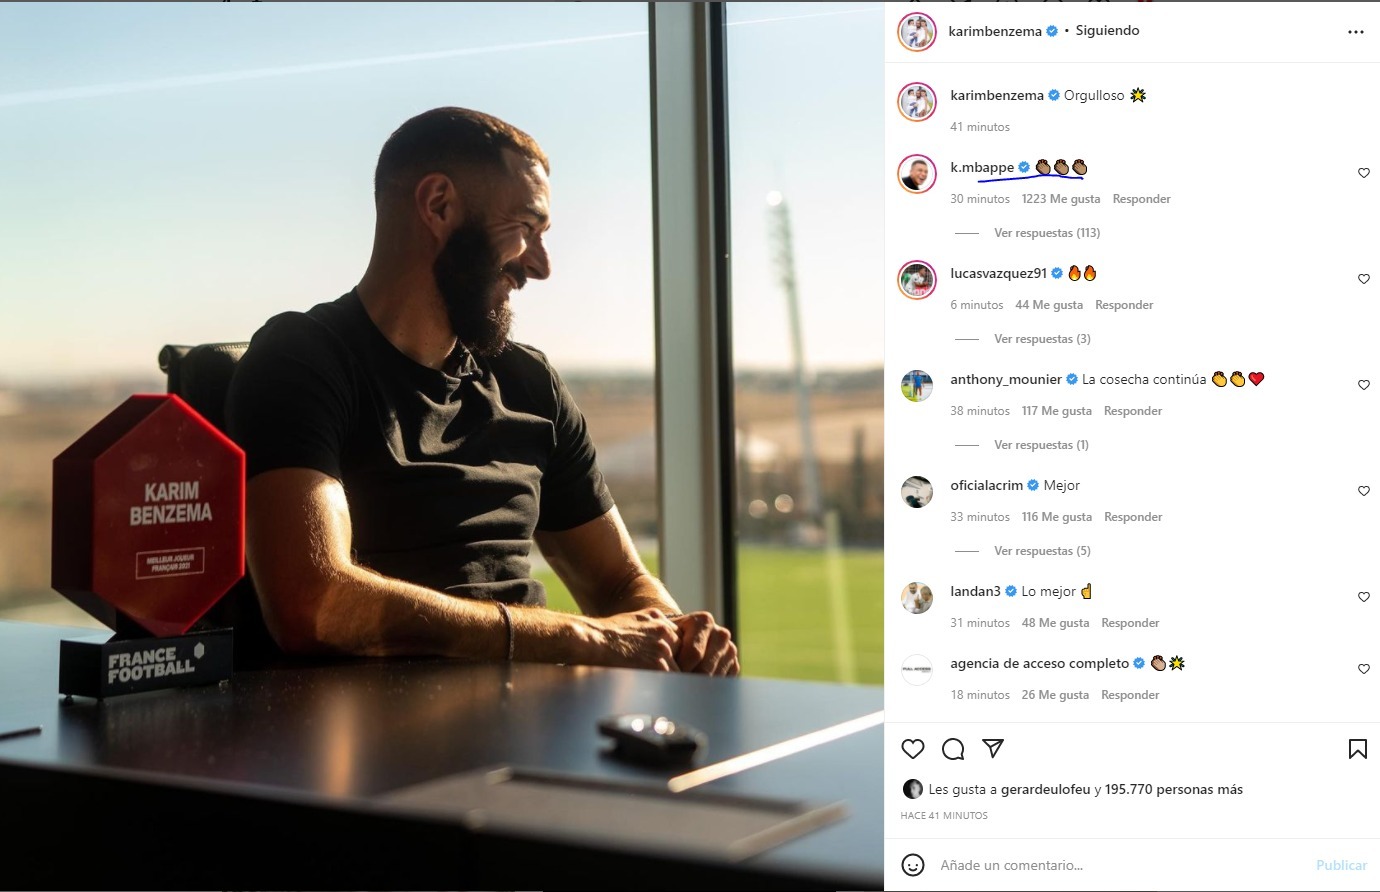 KARIM
BENZEMA
MEILLEUR JOUEUR
FRANÇAIS 2021
FRANCE
FOOTBALL
karimbenzema • Siguiendo
karimbenzema Orgulloso 🌟
41 minutos
k.mbappe 👏🏽👏🏽👏🏽
30 minutos 1223 Me gusta Responder
Ver respuestas (113)
lucasvazquez91 🔥🔥
6 minutos 44 Me gusta Responder
Ver respuestas (3)
anthony_mounier La cosecha continúa 👏👏❤️
38 minutos 117 Me gusta Responder
Ver respuestas (1)
oficialacrim Mejor
33 minutos 116 Me gusta Responder
Ver respuestas (5)
landan3 Lo mejor ☝️
31 minutos 48 Me gusta Responder
agencia de acceso completo 👏🏼🌟
18 minutos 26 Me gusta Responder
Les gusta a gerardeulofeu y 195.770 personas más
HACE 41 MINUTOS
Añade un comentario...
Publicar